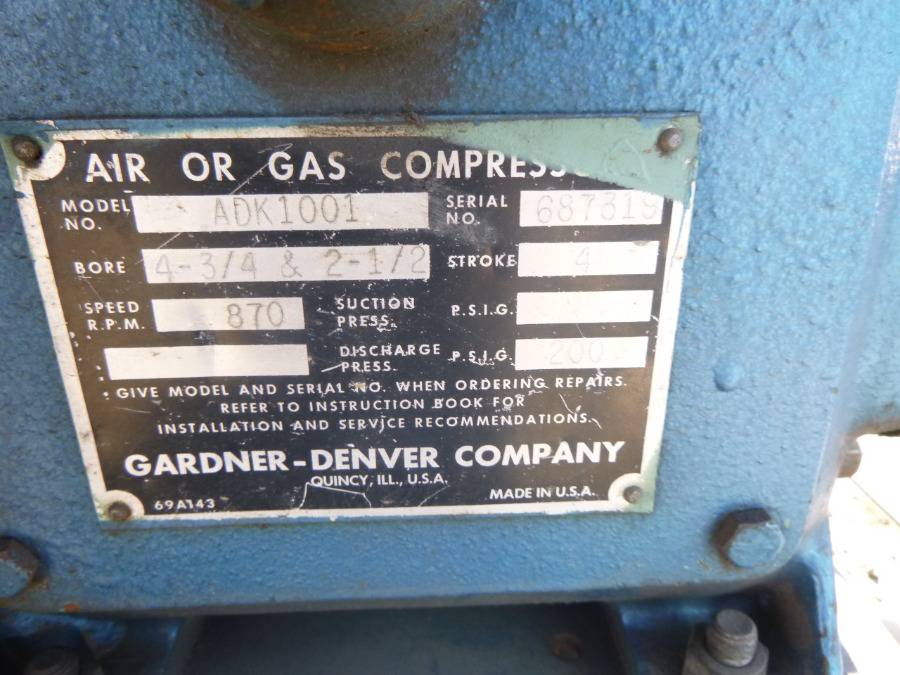 AIR OR GAS COMPRESS
MODEL NO. ADK1001 SERIAL NO. 687319
BORE 4-3/4 & 2-1/2 STROKE 4
SPEED R.P.M. 870 SUCTION PRESS. P.S.I.G.
DISCHARGE PRESS. P.S.I.G. 200
GIVE MODEL AND SERIAL NO. WHEN ORDERING REPAIRS.
REFER TO INSTRUCTION BOOK FOR
INSTALLATION AND SERVICE RECOMMENDATIONS.
GARDNER-DENVER COMPANY
QUINCY, ILL., U.S.A.
69A143 MADE IN U.S.A.